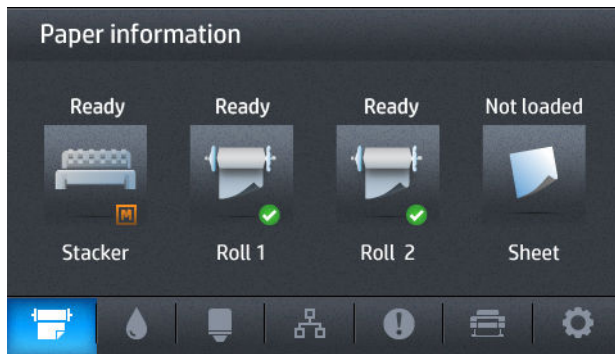 Paper information
Ready Ready Ready Not loaded
M
Stacker Roll 1 Roll 2 Sheet